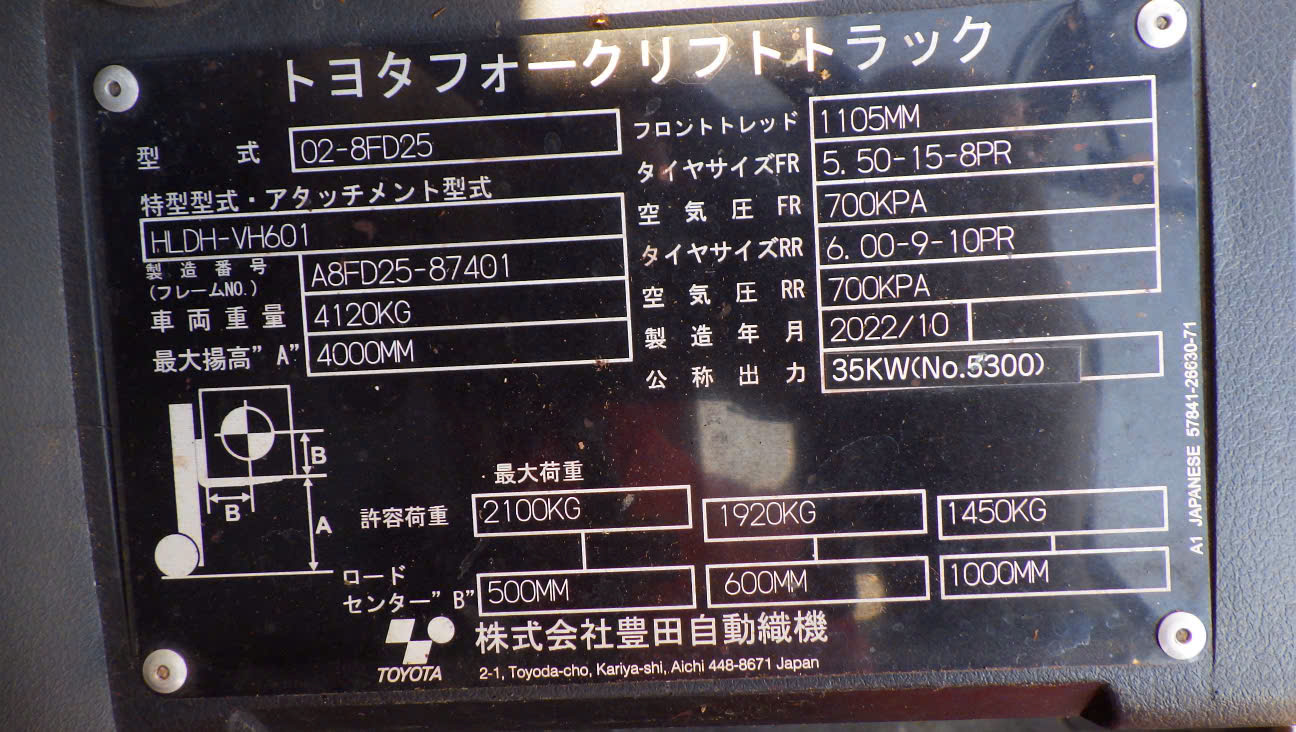 トヨタフォークリフトトラック
型式 02-8FD25
特型型式・アタッチメント型式
HLDH-VH601
製造番号
(フレームNO.) A8FD25-87401
車両重量 4120KG
最大揚高"A" 4000MM
フロントトレッド 1105MM
タイヤサイズFR 5.50-15-8PR
空気圧 FR 700KPA
タイヤサイズRR 6.00-9-10PR
空気圧 RR 700KPA
製造年月 2022/10
公称出力 35KW(No.5300)
B
B
A
最大荷重
許容荷重 2100KG 1920KG 1450KG
ロード
センター"B" 500MM 600MM 1000MM
TOYOTA
株式会社豊田自動織機
2-1, Toyoda-cho, Kariya-shi, Aichi 448-8671 Japan
A1 JAPANESE 57841-26630-71